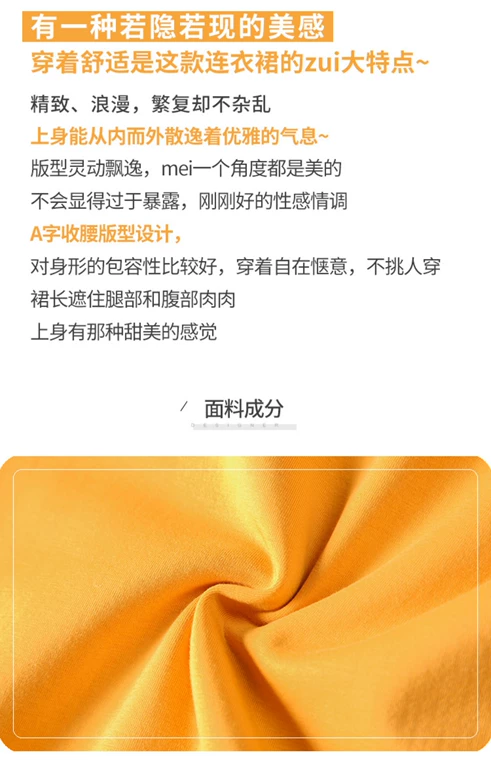 有一种若隐若现的美感
穿着舒适是这款连衣裙的zui大特点~
精致、浪漫，繁复却不杂乱
上身能从内而外散逸着优雅的气息~
版型灵动飘逸，mei一个角度都是美的
不会显得过于暴露，刚刚好的性感情调
A字收腰版型设计，
对身形的包容性比较好，穿着自在惬意，不挑人穿
裙长遮住腿部和腹部肉肉
上身有那种甜美的感觉
/ 面料成分
DESIGNER